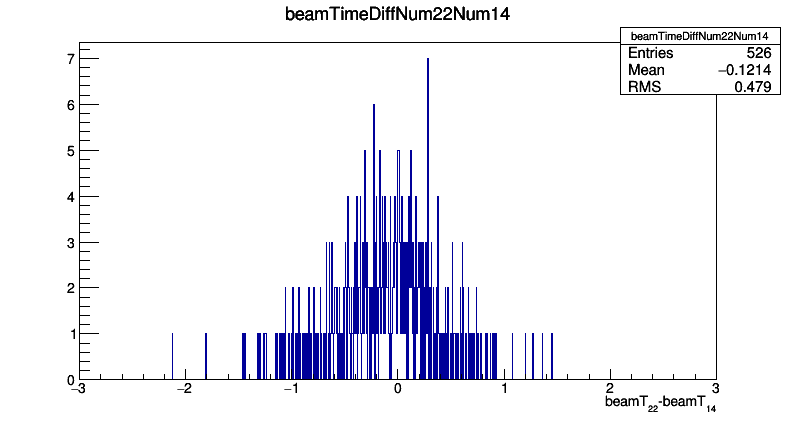 beamTimeDiffNum22Num14
beamTimeDiffNum22Num14
Entries 526
Mean −0.1214
RMS 0.479
7
6
5
4
3
2
1
0
−3 −2 −1 0 1 2 3
beamT22-beamT14